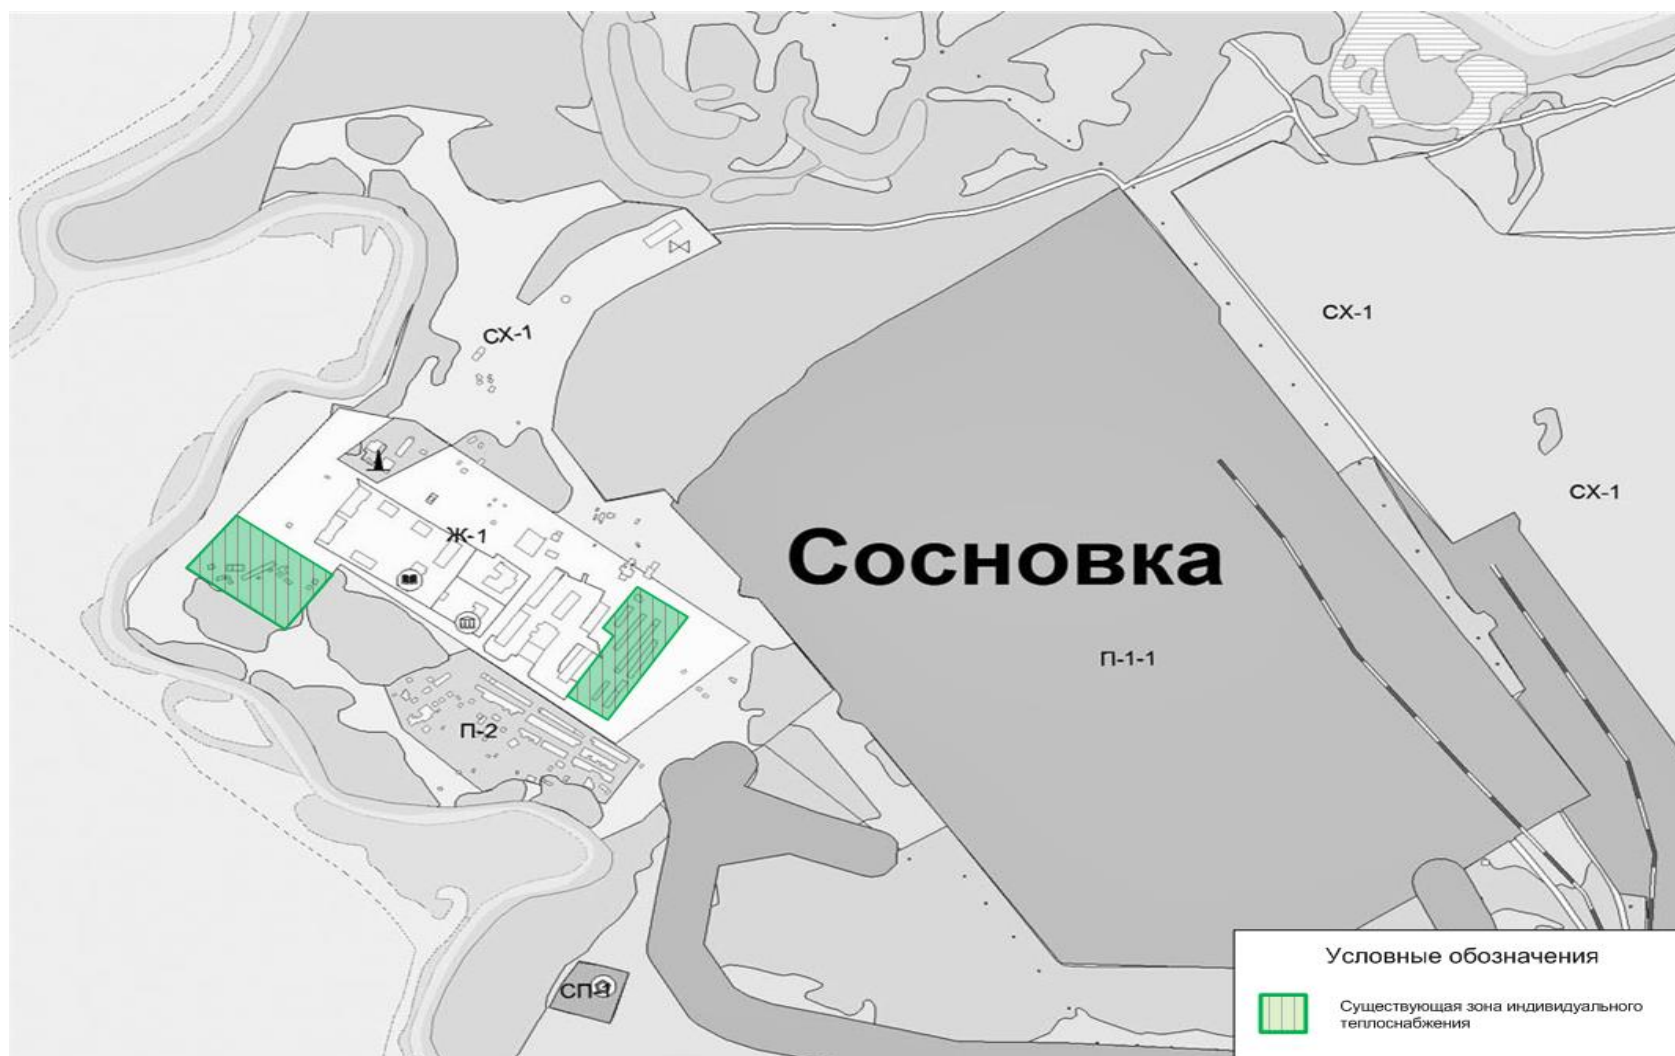 СХ-1
СХ-1
СХ-1
Ж-1
Сосновка
П-1-1
П-2
СП-1
Условные обозначения
Существующая зона индивидуального
теплоснабжения